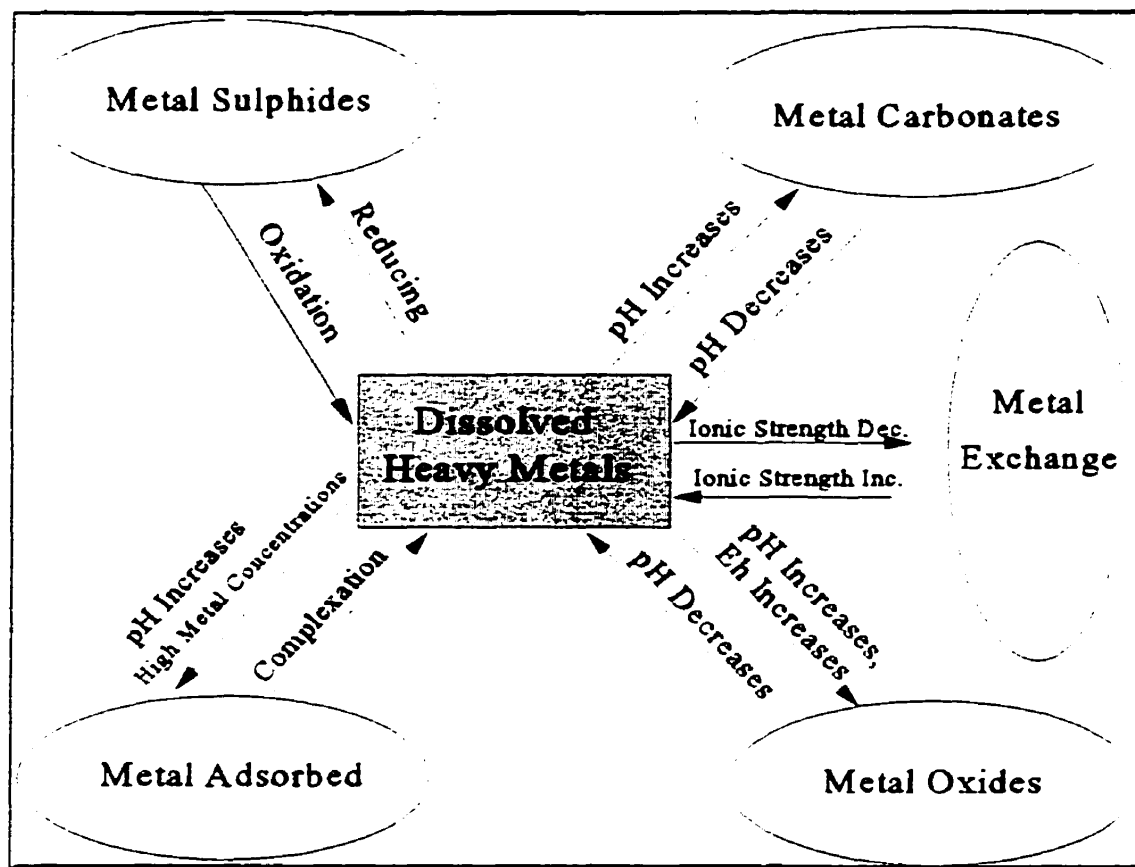 Metal Sulphides
Metal Carbonates
Oxidation
Reducing
pH Increases
pH Decreases
Dissolved
Heavy Metals
Ionic Strength Dec.
Ionic Strength Inc.
Metal
Exchange
pH Increases
High Metal Concentrations
Complexation
pH Decreases
pH Increases,
Eh Increases
Metal Adsorbed
Metal Oxides